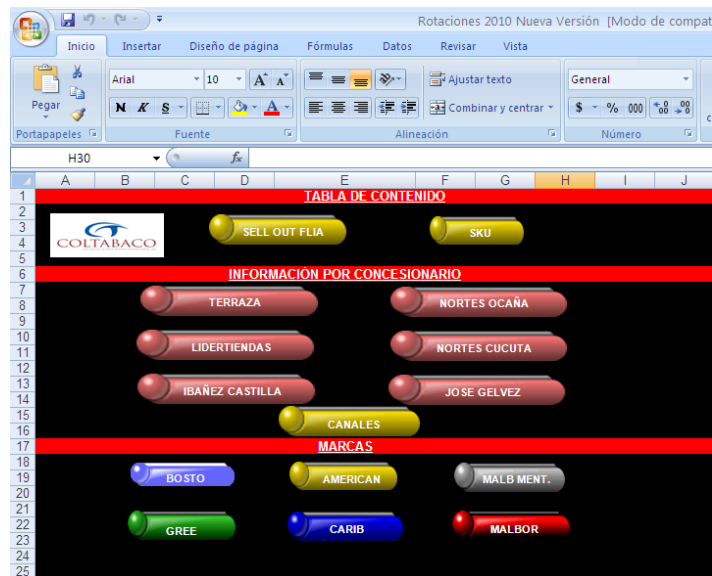 Rotaciones 2010 Nueva Versión [Modo de compat
Inicio Insertar Diseño de página Fórmulas Datos Revisar Vista
Pegar
Arial 10 A A
N K S A
Ajustar texto
Combinar y centrar
General
$ % 000
Portapapeles Fuente Alineación Número
H30 fx
A B C D E F G H I J
1 TABLA DE CONTENIDO
2
3 COLTABACO SELL OUT FLIA SKU
4
5
6 INFORMACIÓN POR CONCESIONARIO
7
8 TERRAZA NORTES OCAÑA
9
10
11 LIDERTIENDAS NORTES CUCUTA
12
13
14 IBAÑEZ CASTILLA JOSE GELVEZ
15
16 CANALES
17 MARCAS
18
19 BOSTO AMERICAN MALB MENT.
20
21
22
23 GREE CARIB MALBOR
24
25